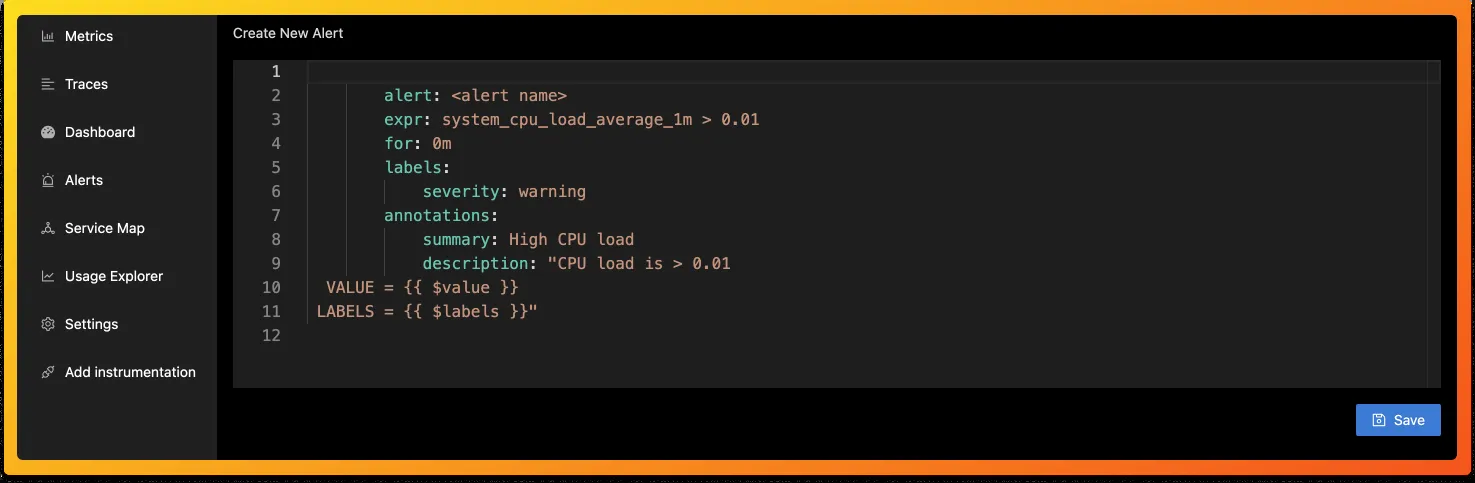 Metrics
Traces
Dashboard
Alerts
Service Map
Usage Explorer
Settings
Add instrumentation
Create New Alert
1
2 alert: <alert name>
3 expr: system_cpu_load_average_1m > 0.01
4 for: 0m
5 labels:
6 severity: warning
7 annotations:
8 summary: High CPU load
9 description: "CPU load is > 0.01
10 VALUE = {{ $value }}
11 LABELS = {{ $labels }}"
12
Save